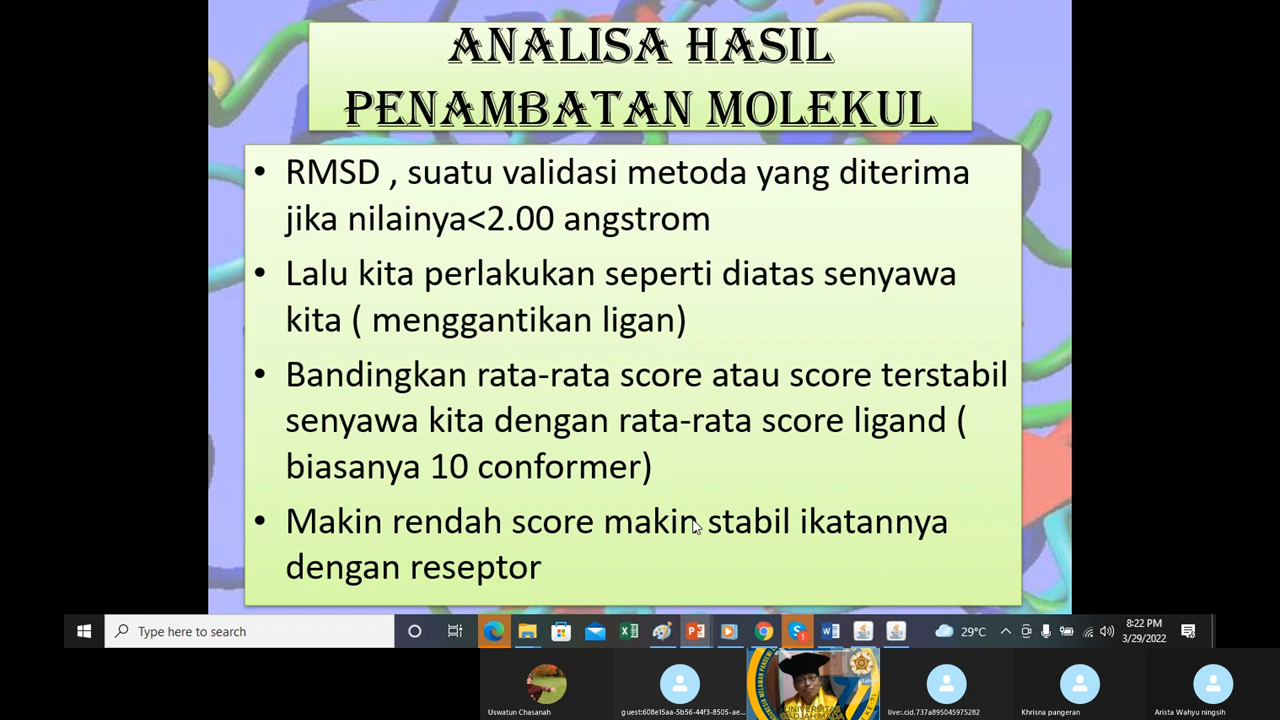 ANALISA HASIL
PENAMBATAN MOLEKUL
• RMSD , suatu validasi metoda yang diterima
jika nilainya<2.00 angstrom
• Lalu kita perlakukan seperti diatas senyawa
kita ( menggantikan ligan)
• Bandingkan rata-rata score atau score terstabil
senyawa kita dengan rata-rata score ligand (
biasanya 10 conformer)
• Makin rendah score makin stabil ikatannya
dengan reseptor
Type here to search
29°C
8:22 PM
3/29/2022
Uswatun Chasanah
guest:608e15aa-5b56-44f3-8505-ae...
UNIVERSITAS
live:.cid.737a895045975282
Khrisna pangeran
Arista Wahyu ningsih